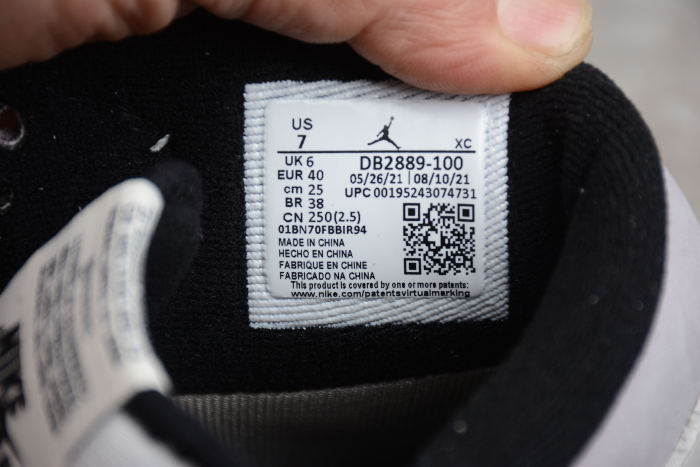 US
7
XC
UK 6
EUR 40
cm 25
BR 38
CN 250(2.5)
DB2889-100
05/26/21 | 08/10/21
UPC 00195243074731
01BN70FBBIR94
MADE IN CHINA
HECHO EN CHINA
FABRIQUE EN CHINE
FABRICADO NA CHINA
This product is covered by one or more patents:
www.nike.com/patentsvirtualmarking